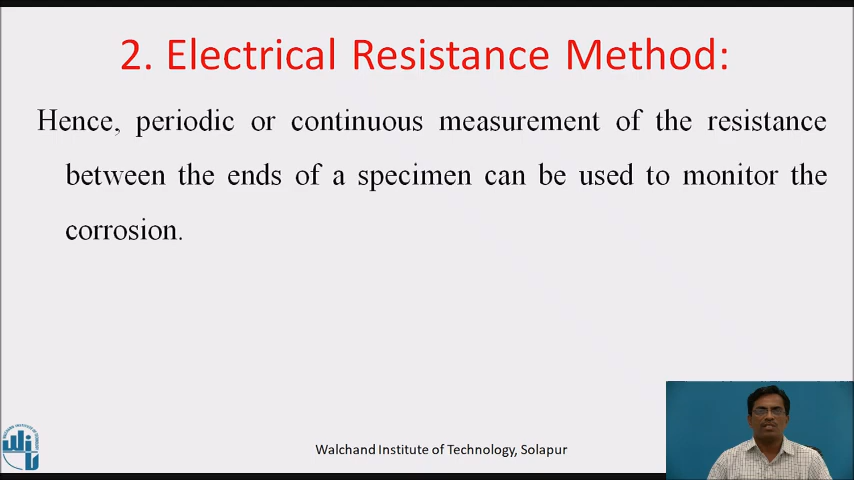 2. Electrical Resistance Method:
Hence, periodic or continuous measurement of the resistance
between the ends of a specimen can be used to monitor the
corrosion.
Walchand Institute of Technology, Solapur